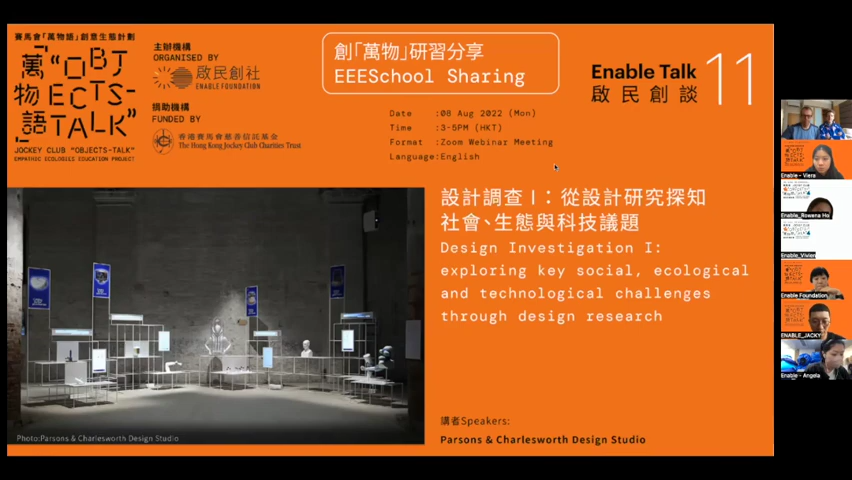 賽馬會「萬物語」創意生態計劃
萬物語
“OBJ
ECTS-
TALK”
JOCKEY CLUB "OBJECTS-TALK"
EMPATHIC ECOLOGIES EDUCATION PROJECT
主辦機構
ORGANISED BY
啟民創社
ENABLE FOUNDATION
捐助機構
FUNDED BY
香港賽馬會慈善信託基金
The Hong Kong Jockey Club Charities Trust
創「萬物」研習分享
EEESchool Sharing
Date :08 Aug 2022 (Mon)
Time :3-5PM (HKT)
Format :Zoom Webinar Meeting
Language:English
Enable Talk
啟民創談
11
設計調查 I：從設計研究探知
社會、生態與科技議題
Design Investigation I:
exploring key social, ecological
and technological challenges
through design research
講者Speakers:
Parsons & Charlesworth Design Studio
Photo:Parsons & Charlesworth Design Studio
Enable - Viera
Enable_Rowena Ho
Enable_Vivien
Enable Foundation
ENABLE_JACKY
Enable - Angela